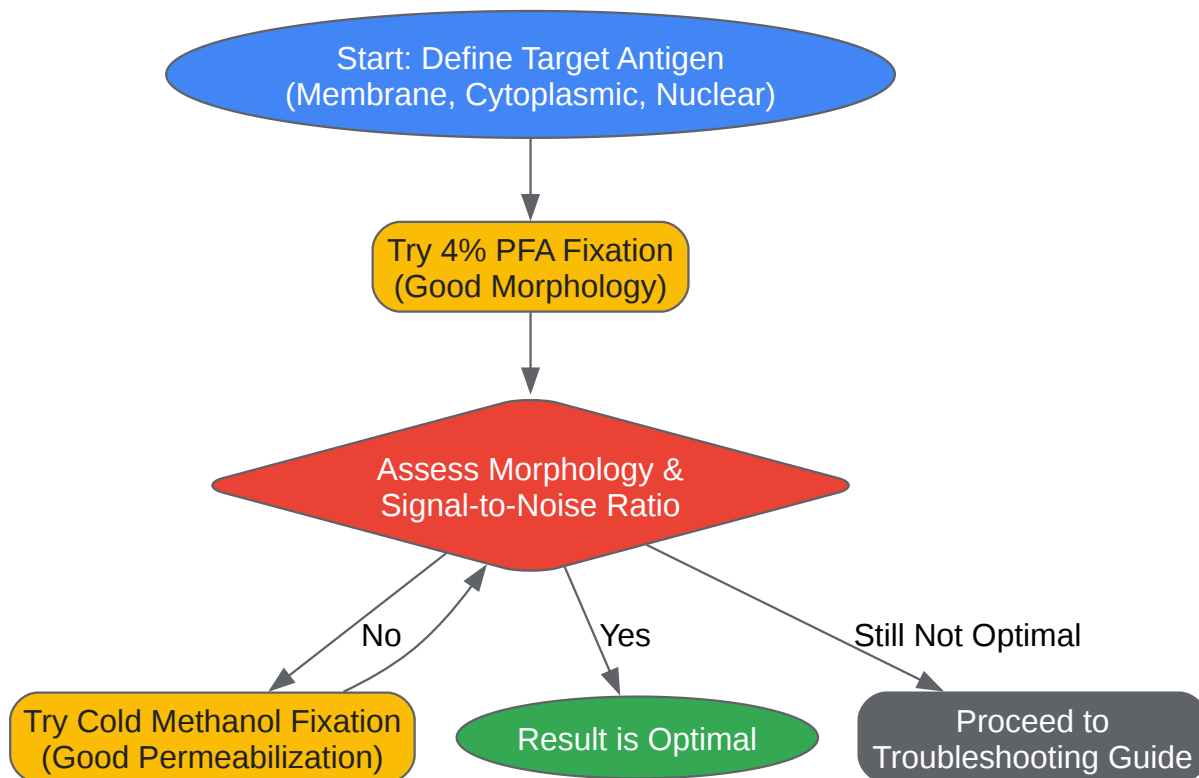 Start: Define Target Antigen
(Membrane, Cytoplasmic, Nuclear)
Try 4% PFA Fixation
(Good Morphology)
Assess Morphology &
Signal-to-Noise Ratio
No
Yes
Still Not Optimal
Try Cold Methanol Fixation
(Good Permeabilization)
Result is Optimal
Proceed to
Troubleshooting Guide